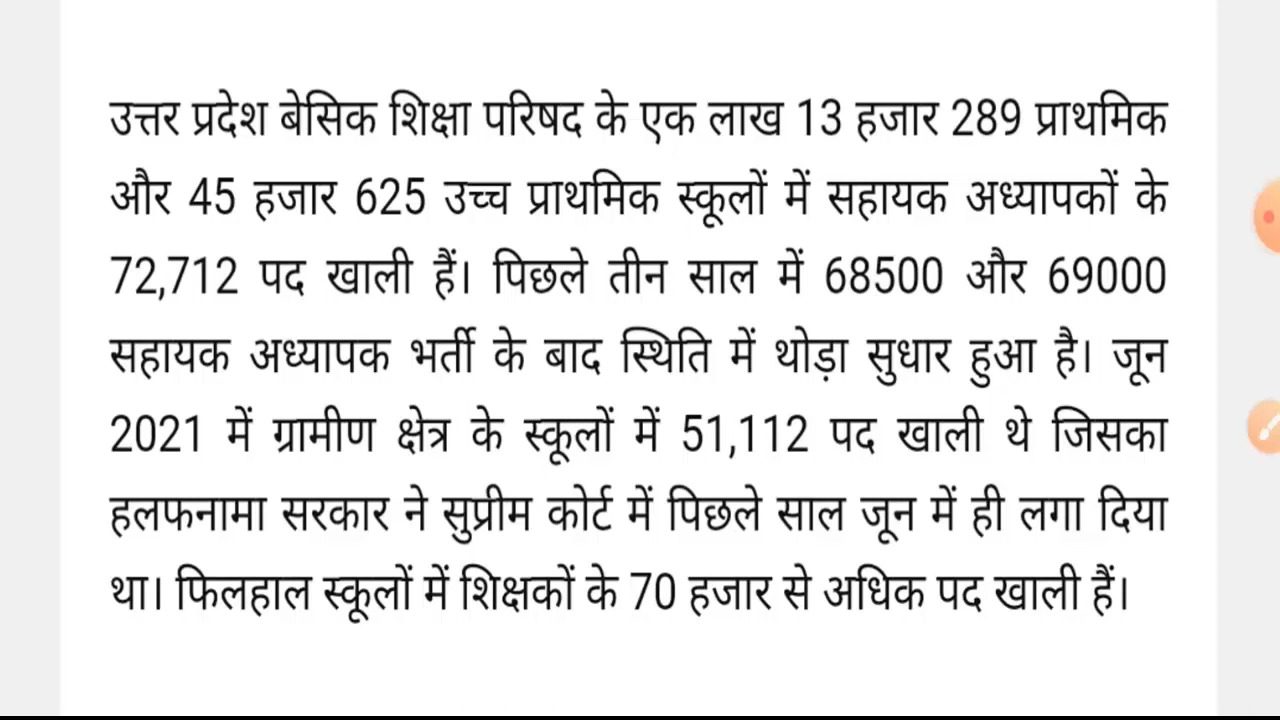 उत्तर प्रदेश बेसिक शिक्षा परिषद के एक लाख 13 हजार 289 प्राथमिक
और 45 हजार 625 उच्च प्राथमिक स्कूलों में सहायक अध्यापकों के
72,712 पद खाली हैं। पिछले तीन साल में 68500 और 69000
सहायक अध्यापक भर्ती के बाद स्थिति में थोड़ा सुधार हुआ है। जून
2021 में ग्रामीण क्षेत्र के स्कूलों में 51,112 पद खाली थे जिसका
हलफनामा सरकार ने सुप्रीम कोर्ट में पिछले साल जून में ही लगा दिया
था। फिलहाल स्कूलों में शिक्षकों के 70 हजार से अधिक पद खाली हैं।